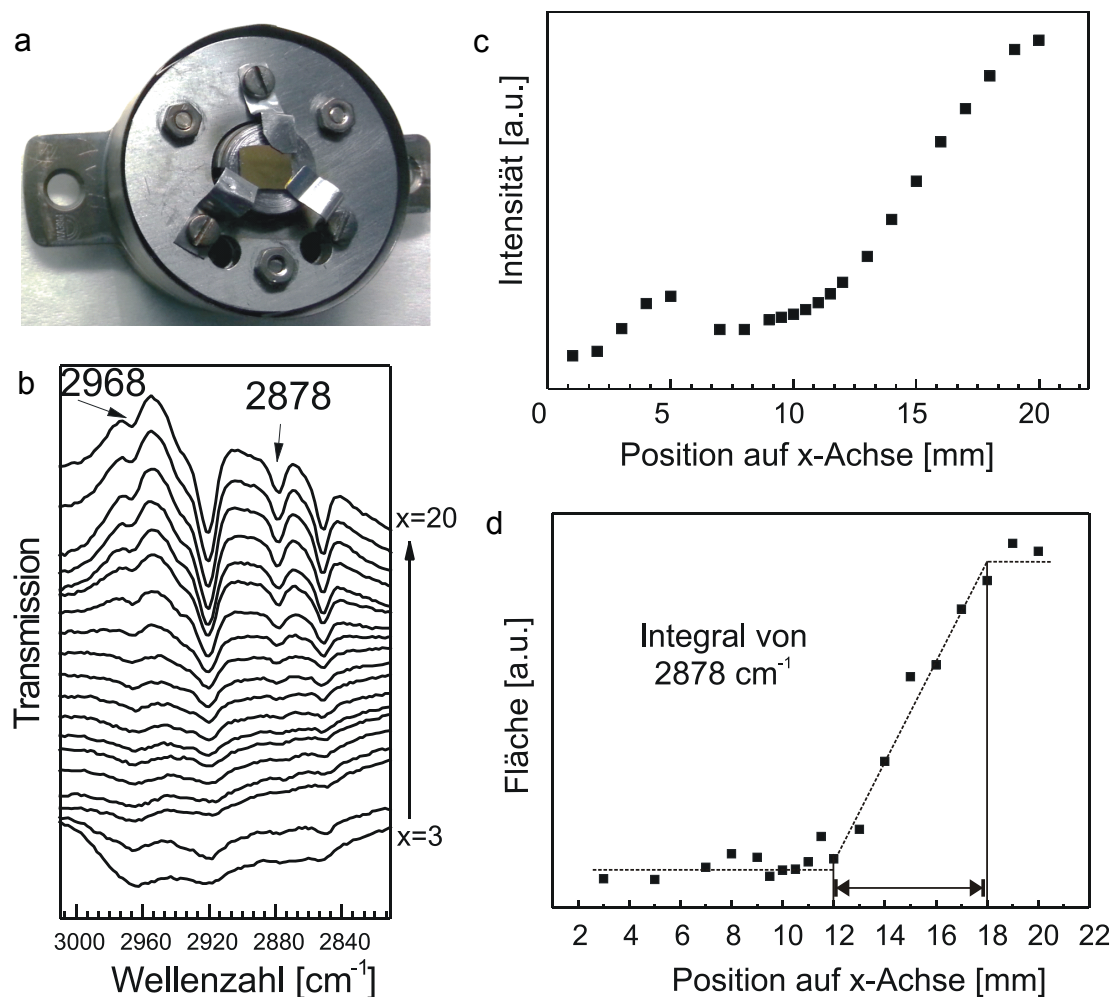 a
b
2968
2878
x=20
x=3
Transmission
3000 2960 2920 2880 2840
Wellenzahl [cm⁻¹]
c
Intensität [a.u.]
0 5 10 15 20
Position auf x-Achse [mm]
d
Integral von
2878 cm⁻¹
Fläche [a.u.]
2 4 6 8 10 12 14 16 18 20 22
Position auf x-Achse [mm]